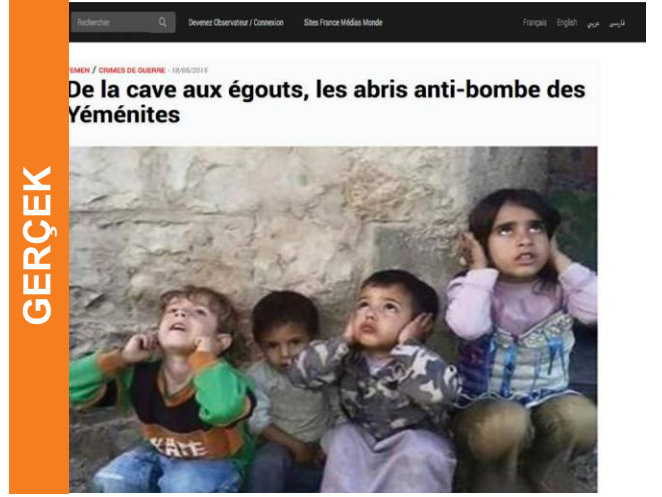 GERÇEK
Rechercher
Devenez Observateur / Connexion
Sites France Médias Monde
Français English عربي فارسی
YEMEN / CRIMES DE GUERRE - 18/06/2015
De la cave aux égouts, les abris anti-bombe des
Yéménites